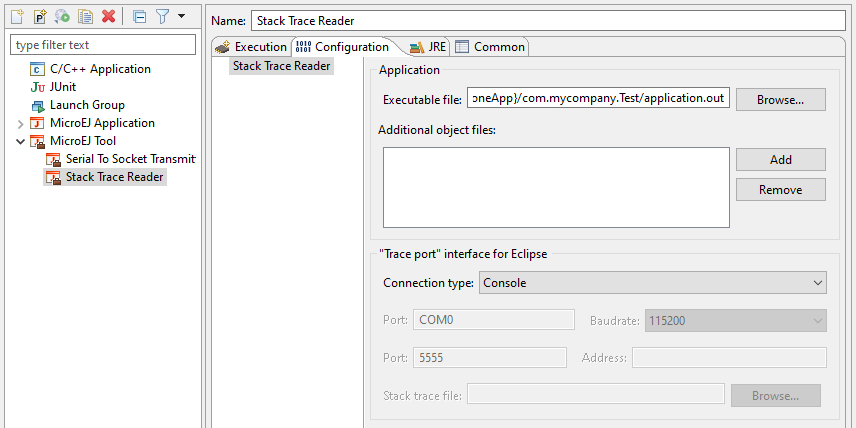 type filter text
C/C++ Application
JUnit
Launch Group
MicroEJ Application
MicroEJ Tool
Serial To Socket Transmit
Stack Trace Reader
Name: Stack Trace Reader
Execution Configuration JRE Common
Stack Trace Reader
Application
Executable file: oneApp}/com.mycompany.Test/application.out Browse...
Additional object files:
Add
Remove
"Trace port" interface for Eclipse
Connection type: Console
Port: COM0 Baudrate: 115200
Port: 5555 Address:
Stack trace file: Browse...